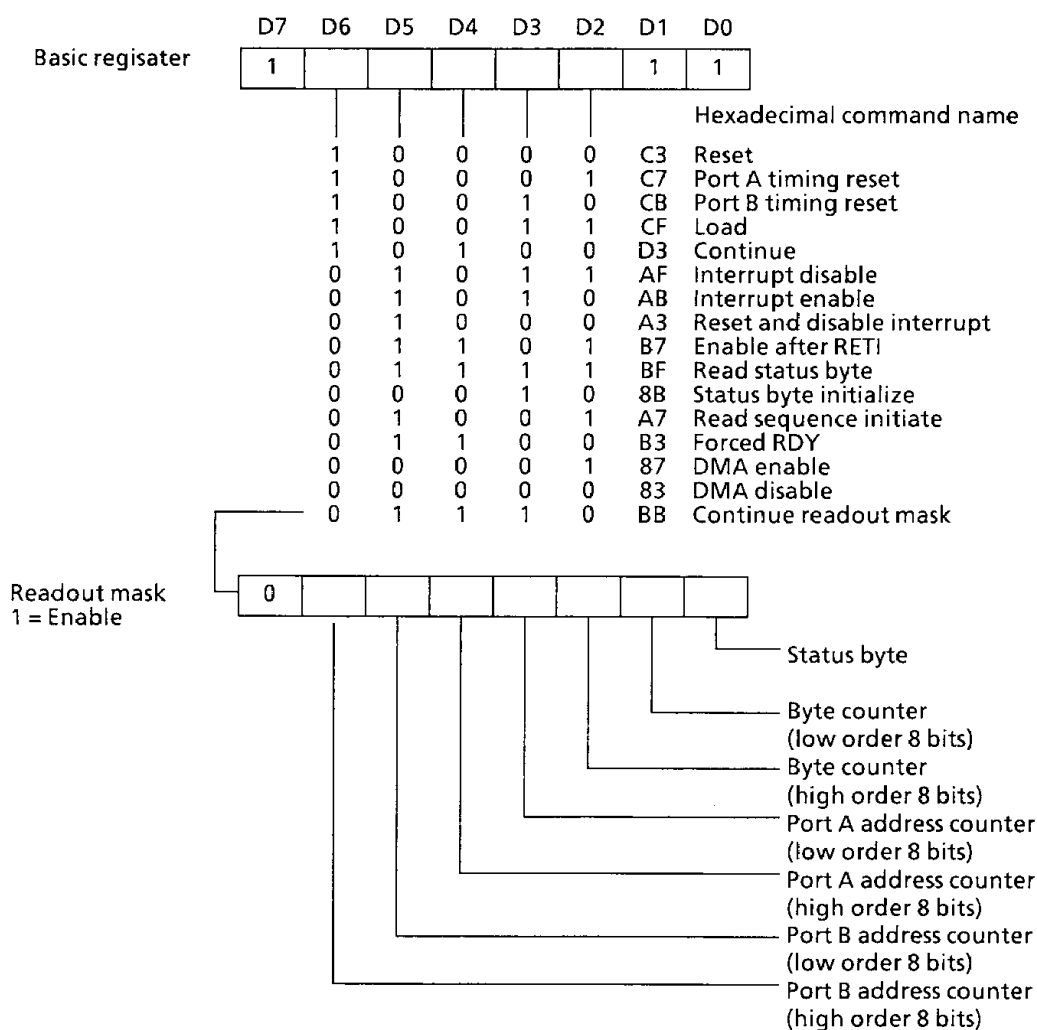 D7 D6 D5 D4 D3 D2 D1 D0
Basic regisater 1 1 1
Hexadecimal command name
1 0 0 0 0 C3 Reset
1 0 0 0 1 C7 Port A timing reset
1 0 0 1 0 CB Port B timing reset
1 0 0 1 1 CF Load
1 0 1 0 0 D3 Continue
0 1 0 1 1 AF Interrupt disable
0 1 0 1 0 AB Interrupt enable
0 1 0 0 0 A3 Reset and disable interrupt
0 1 1 0 1 B7 Enable after RETI
0 1 1 1 1 BF Read status byte
0 0 0 1 0 8B Status byte initialize
0 1 0 0 1 A7 Read sequence initiate
0 1 1 0 0 B3 Forced RDY
0 0 0 0 1 87 DMA enable
0 0 0 0 0 83 DMA disable
0 1 1 1 0 BB Continue readout mask
Readout mask 0
1 = Enable
Status byte
Byte counter
(low order 8 bits)
Byte counter
(high order 8 bits)
Port A address counter
(low order 8 bits)
Port A address counter
(high order 8 bits)
Port B address counter
(low order 8 bits)
Port B address counter
(high order 8 bits)